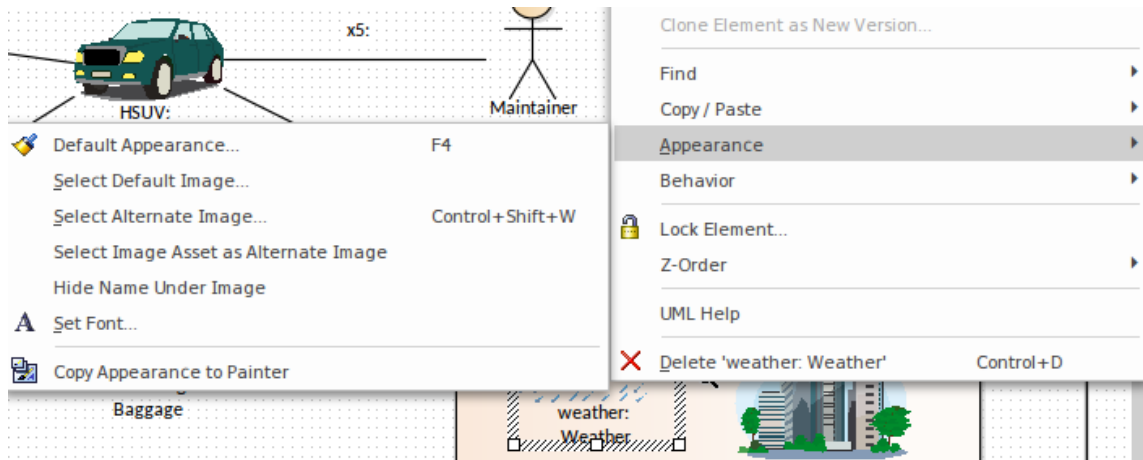 x5:
HSUV:
Maintainer
Clone Element as New Version...
Find
Copy / Paste
Appearance
Behavior
Lock Element...
Z-Order
UML Help
Delete 'weather: Weather' Control+D
Default Appearance... F4
Select Default Image...
Select Alternate Image... Control+Shift+W
Select Image Asset as Alternate Image
Hide Name Under Image
Set Font...
Copy Appearance to Painter
Baggage
weather:
Weather